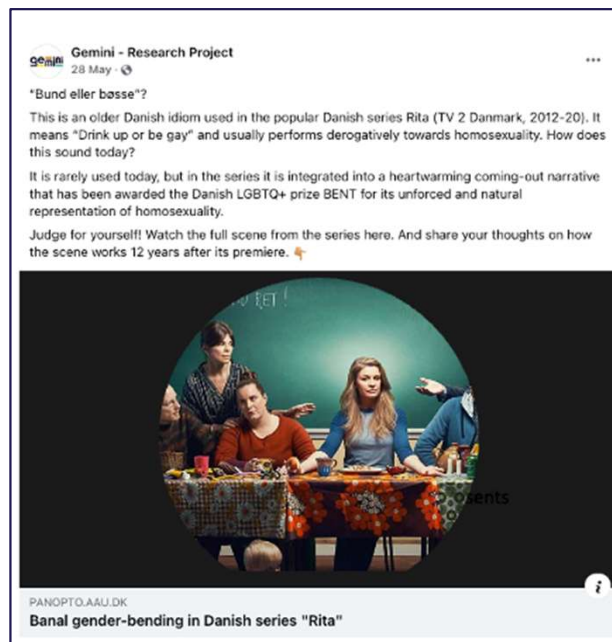 gemini
Gemini - Research Project
28 May ·
"Bund eller bøsse"?
This is an older Danish idiom used in the popular Danish series Rita (TV 2 Danmark, 2012-20). It
means "Drink up or be gay" and usually performs derogatively towards homosexuality. How does
this sound today?
It is rarely used today, but in the series it is integrated into a heartwarming coming-out narrative
that has been awarded the Danish LGBTQ+ prize BENT for its unforced and natural
representation of homosexuality.
Judge for yourself! Watch the full scene from the series here. And share your thoughts on how
the scene works 12 years after its premiere.
RET!
PANOPTO.AAU.DK
i
Banal gender-bending in Danish series "Rita"